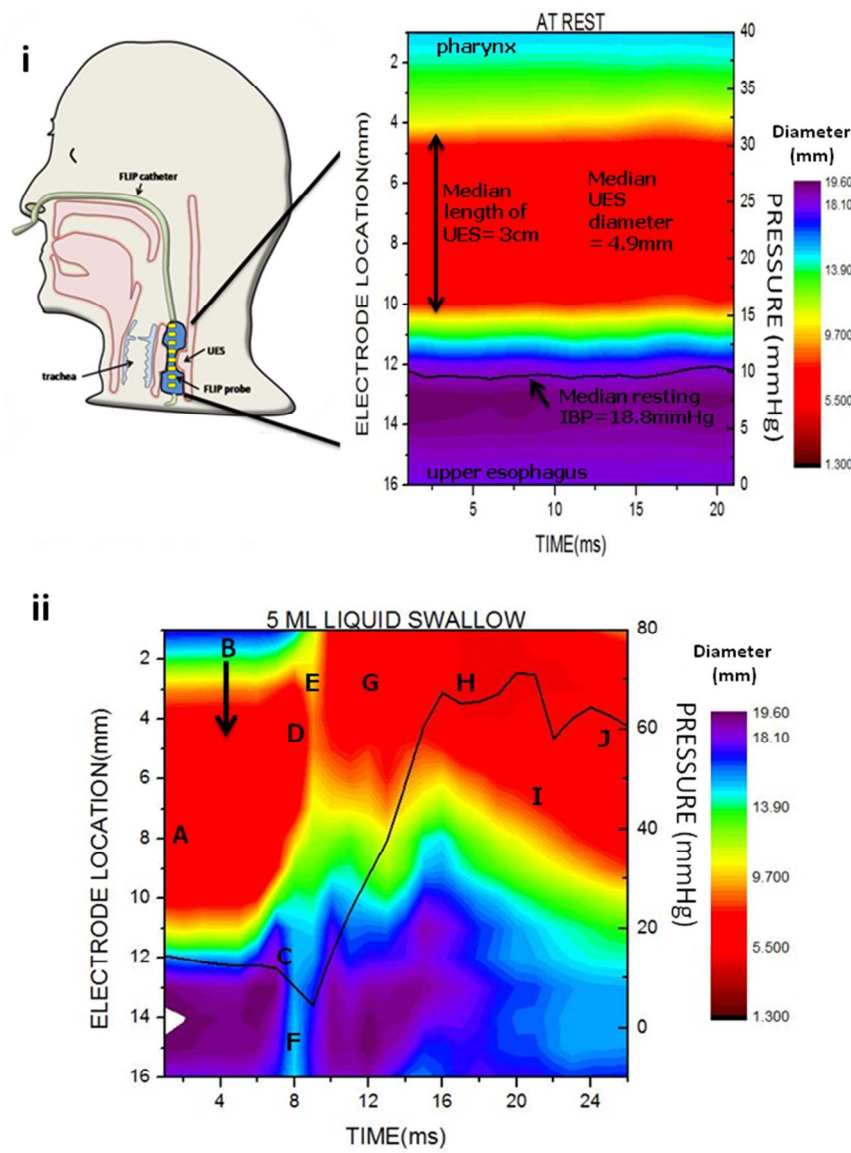 i
FLIP catheter
UES
trachea
FLIP probe
AT REST
pharynx
Median
length of
UES= 3cm
Median
UES
diameter
= 4.9mm
Median resting
IBP=18.8mmHg
upper esophagus
ELECTRODE LOCATION(mm)
2
4
6
8
10
12
14
16
5
10
15
20
TIME(ms)
40
35
30
25
20
15
10
5
0
PRESSURE (mmHg)
Diameter
(mm)
19.60
18.10
13.90
9.700
5.500
1.300
ii
5 ML LIQUID SWALLOW
B
E
G
H
D
J
I
A
C
F
ELECTRODE LOCATION(mm)
2
4
6
8
10
12
14
16
4
8
12
16
20
24
TIME(ms)
80
60
40
20
0
PRESSURE (mmHg)
Diameter
(mm)
19.60
18.10
13.90
9.700
5.500
1.300